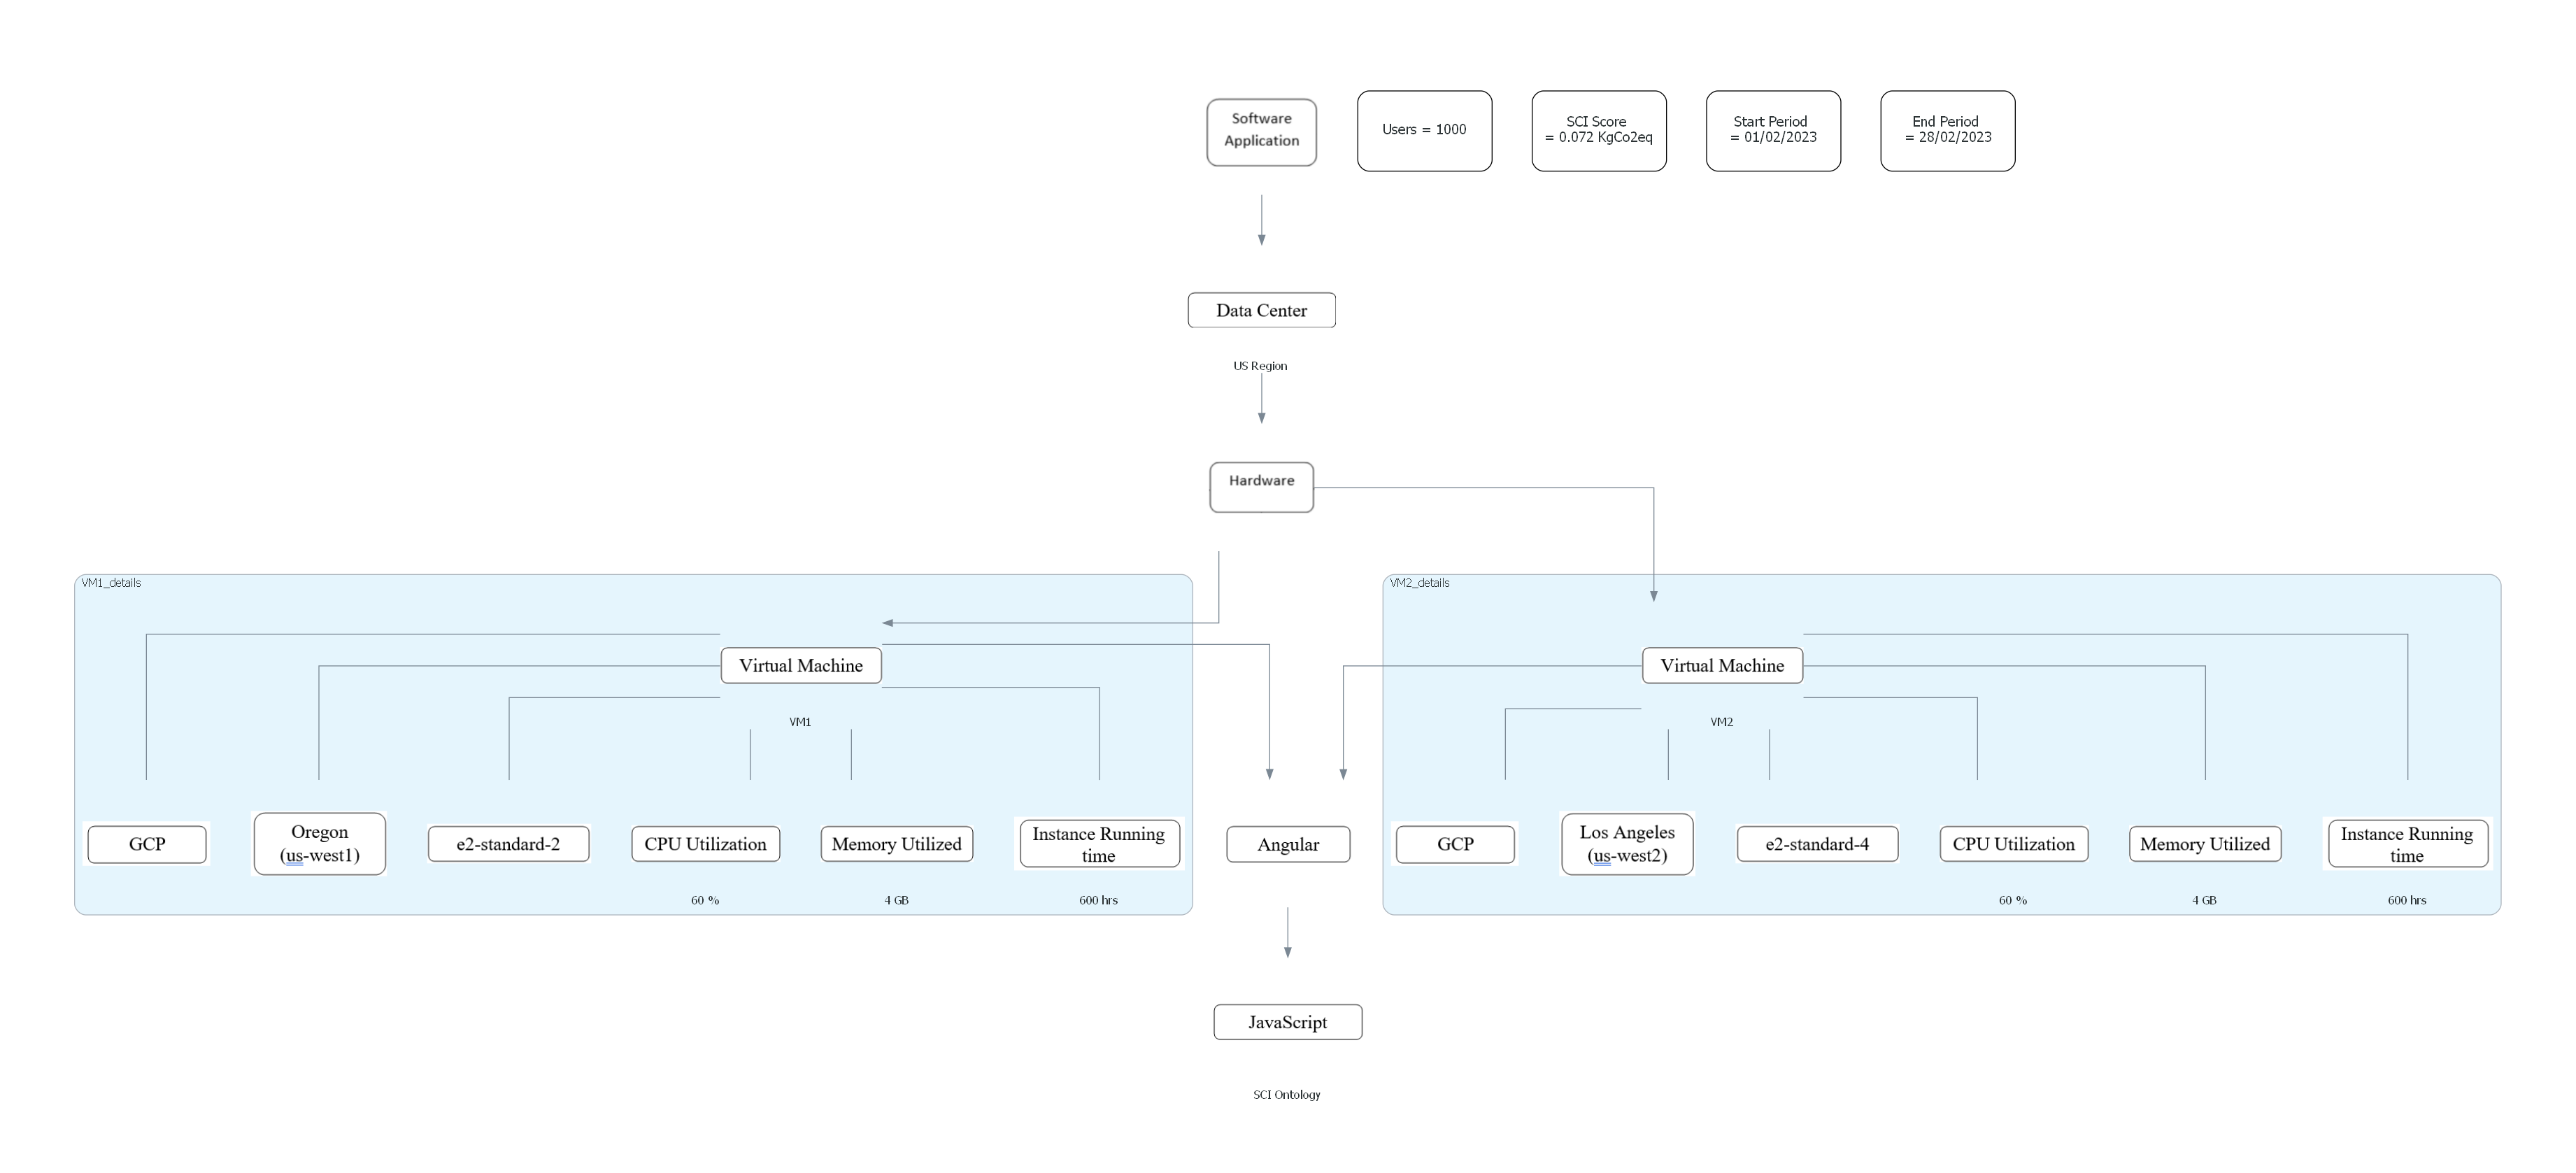 Software
Application
Users = 1000
SCI Score
= 0.072 KgCo2eq
Start Period
= 01/02/2023
End Period
= 28/02/2023
Data Center
US Region
Hardware
VM1_details
VM2_details
Virtual Machine
Virtual Machine
VM1
VM2
GCP
Oregon
(us-west1)
e2-standard-2
CPU Utilization
Memory Utilized
Instance Running
time
Angular
GCP
Los Angeles
(us-west2)
e2-standard-4
CPU Utilization
Memory Utilized
Instance Running
time
60 %
4 GB
600 hrs
60 %
4 GB
600 hrs
JavaScript
SCI Ontology